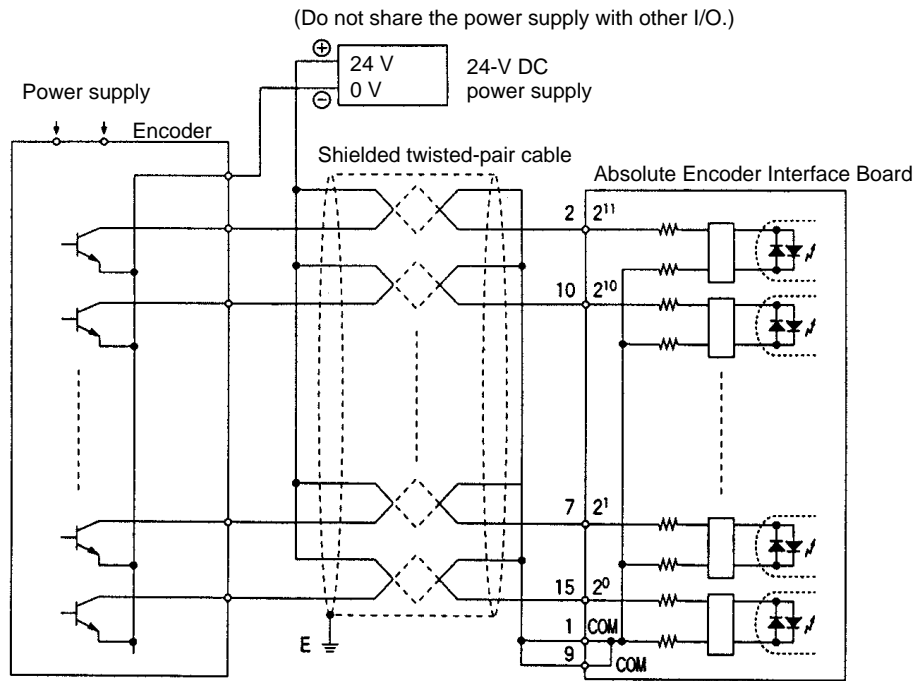 (Do not share the power supply with other I/O.)
+
24 V
0 V
−
24-V DC
power supply
Power supply
Encoder
Shielded twisted-pair cable
Absolute Encoder Interface Board
2 2¹¹
10 2¹⁰
7 2¹
15 2⁰
1 COM
9 COM
E